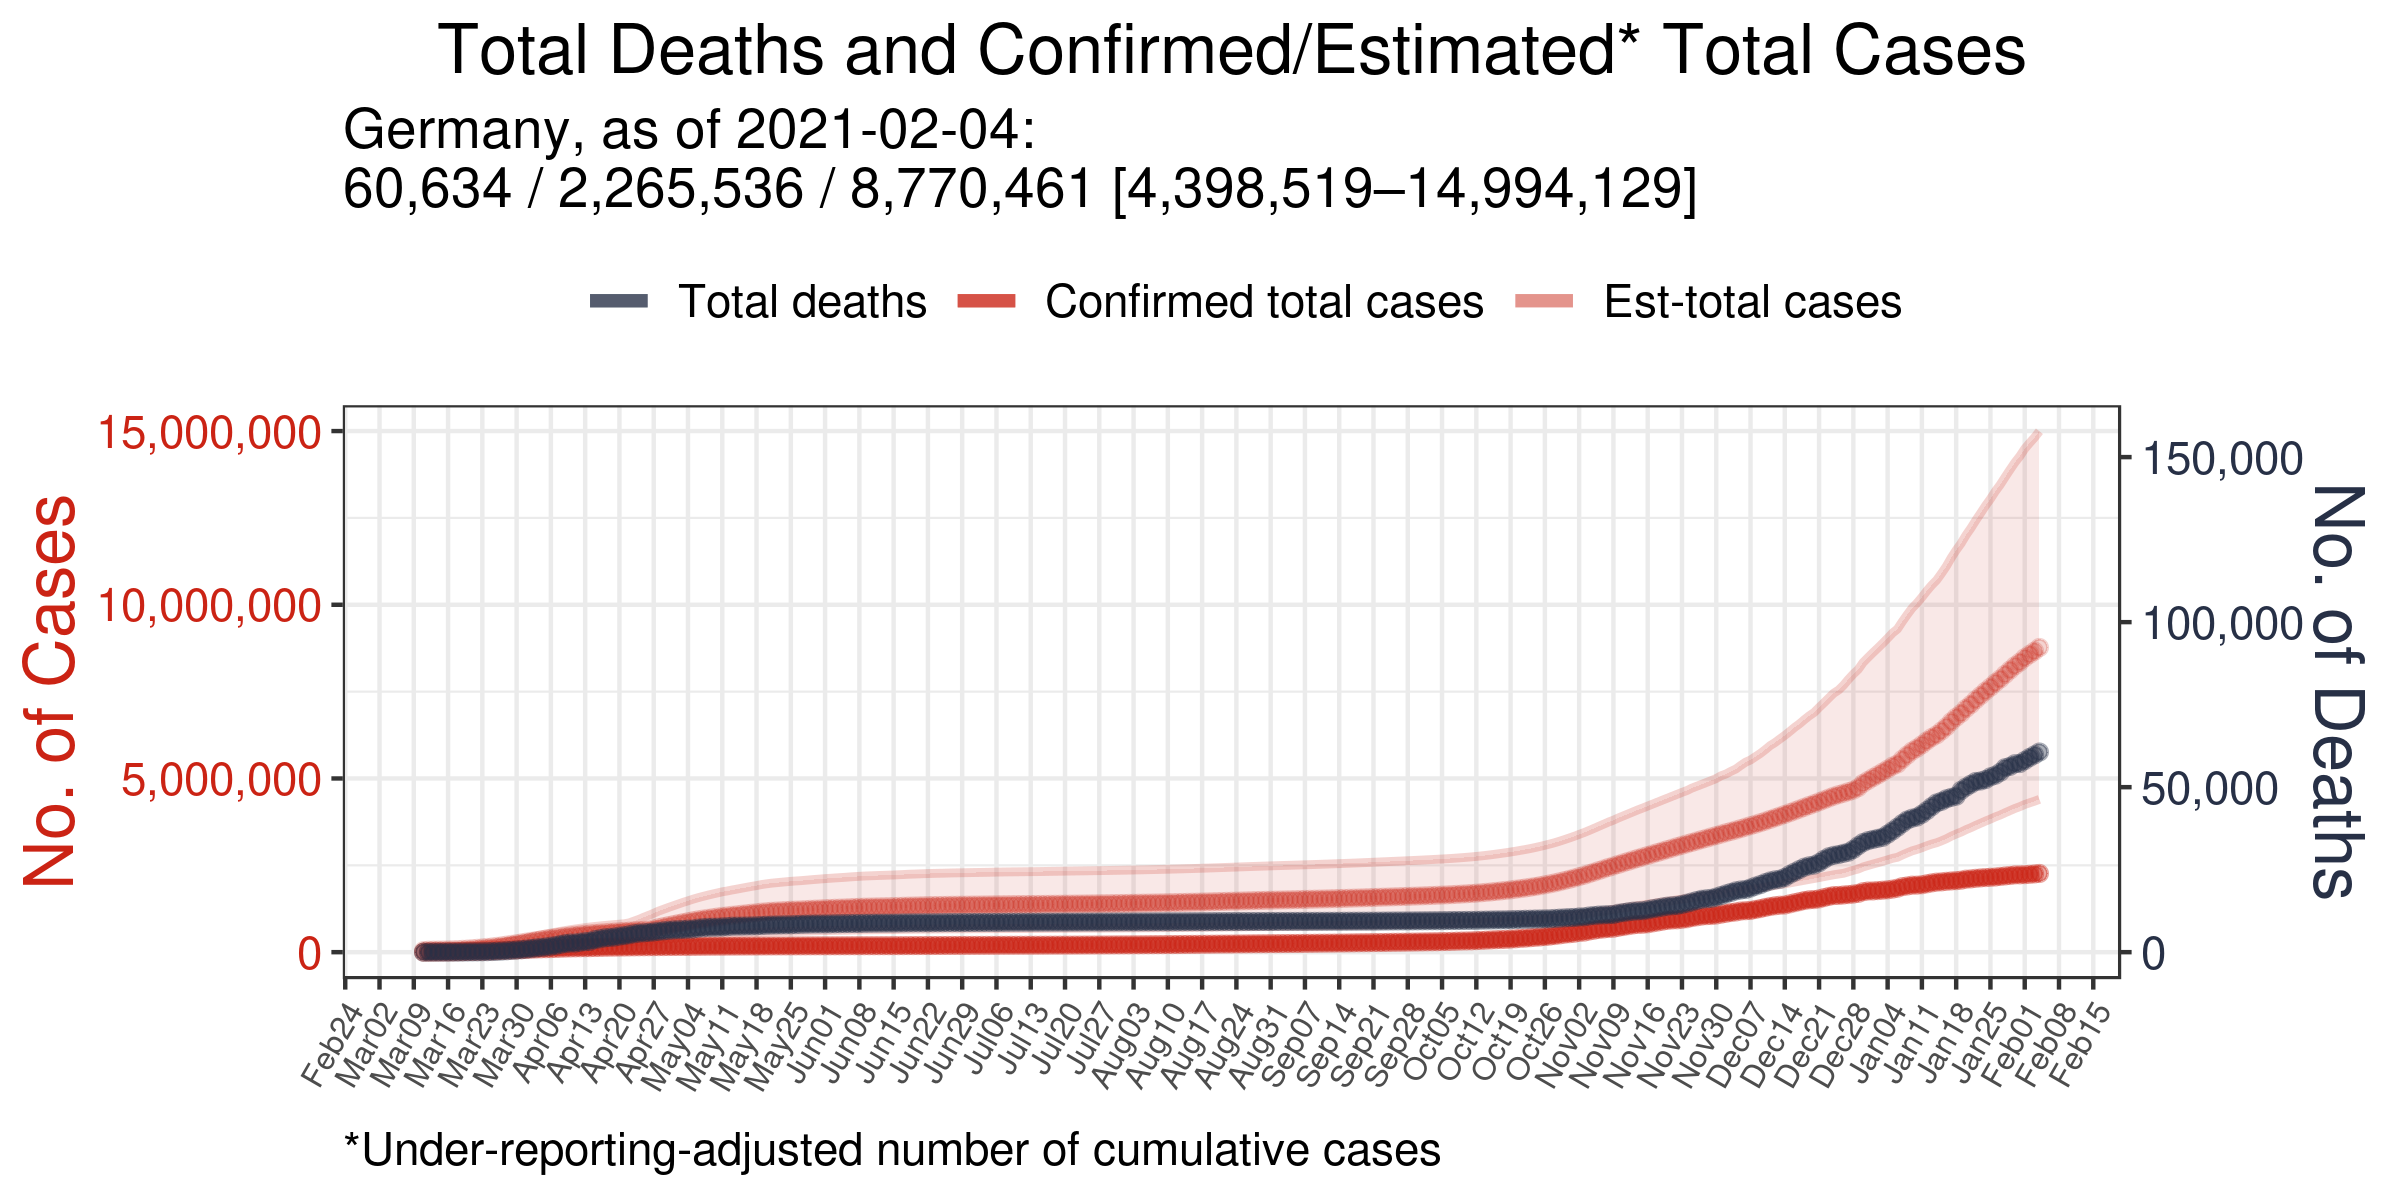 Total Deaths and Confirmed/Estimated* Total Cases
Germany, as of 2021-02-04:
60,634 / 2,265,536 / 8,770,461 [4,398,519–14,994,129]
Total deaths
Confirmed total cases
Est-total cases
No. of Cases
15,000,000
10,000,000
5,000,000
0
150,000
100,000
50,000
0
No. of Deaths
Feb24
Mar02
Mar09
Mar16
Mar23
Mar30
Apr06
Apr13
Apr20
Apr27
May04
May11
May18
May25
Jun01
Jun08
Jun15
Jun22
Jun29
Jul06
Jul13
Jul20
Jul27
Aug03
Aug10
Aug17
Aug24
Aug31
Sep07
Sep14
Sep21
Sep28
Oct05
Oct12
Oct19
Oct26
Nov02
Nov09
Nov16
Nov23
Nov30
Dec07
Dec14
Dec21
Dec28
Jan04
Jan11
Jan18
Jan25
Feb01
Feb08
Feb15
*Under-reporting-adjusted number of cumulative cases